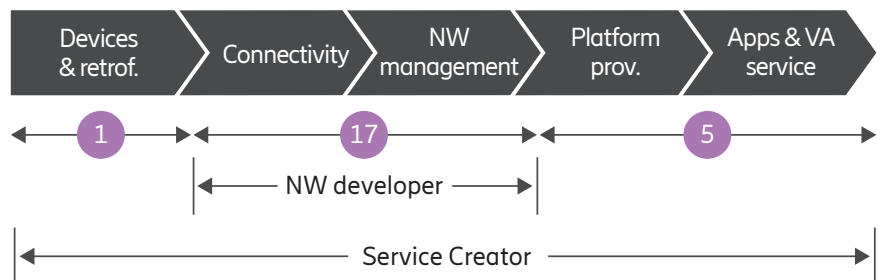 Devices
& retrof.
Connectivity
NW
management
Platform
prov.
Apps & VA
service
1
17
5
NW developer
Service Creator